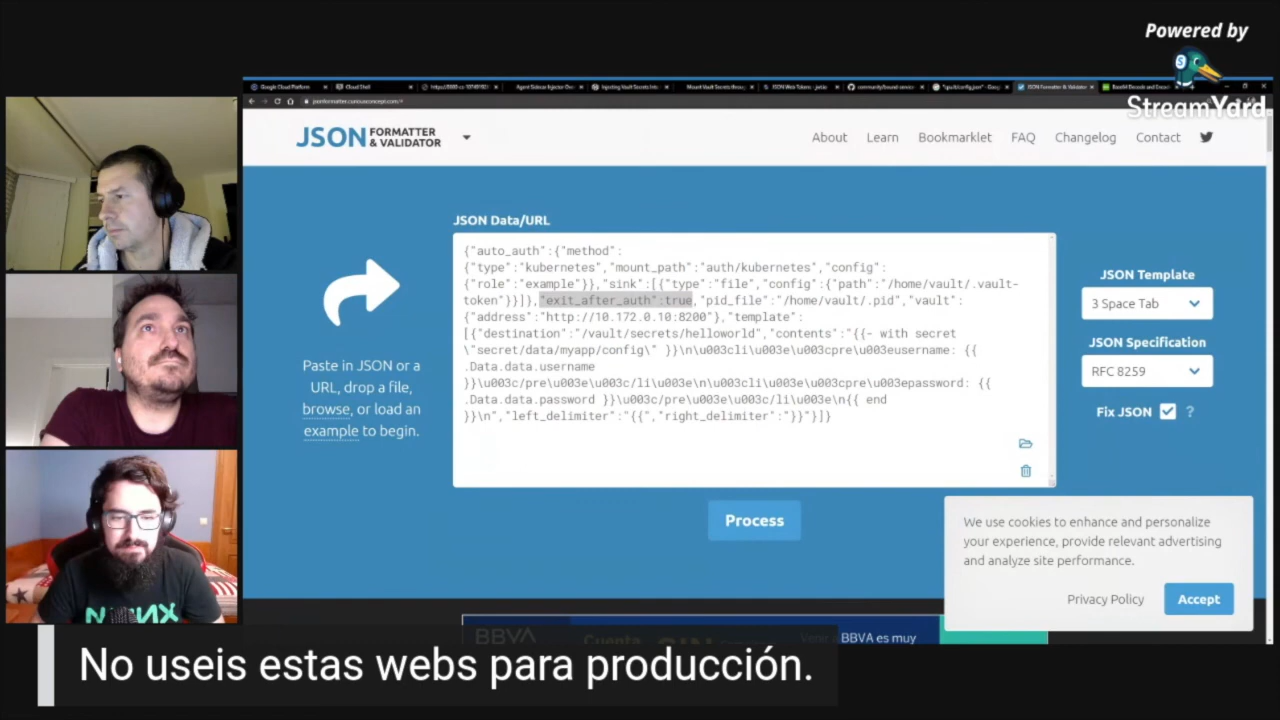 Powered by
StreamYard
Google Cloud Platform
Cloud Shell
JSON FORMATTER & VALIDATOR
About Learn Bookmarklet FAQ Changelog Contact
JSON Data/URL
{"auto_auth":{"method":
{"type":"kubernetes","mount_path":"auth/kubernetes","config":
{"role":"example"}},"sink":[{"type":"file","config":{"path":"/home/vault/.vault-
token"}}]},"exit_after_auth":true,"pid_file":"/home/vault/.pid","vault":
{"address":"http://10.172.0.10:8200"},"template":
[{"destination":"/vault/secrets/helloworld","contents":"{{- with secret
\"secret/data/myapp/config\" }}\n\u003cli\u003e\u003cpre\u003eusername: {{
.Data.data.username
}}\u003c/pre\u003e\u003c/li\u003e\n\u003cli\u003e\u003cpre\u003epassword: {{
.Data.data.password }}\u003c/pre\u003e\u003c/li\u003e\n{{ end
}}\n","left_delimiter":"{{","right_delimiter":"}}"}]}
Paste in JSON or a
URL, drop a file,
browse, or load an
example to begin.
JSON Template
3 Space Tab
JSON Specification
RFC 8259
Fix JSON ?
Process
We use cookies to enhance and personalize
your experience, provide relevant advertising
and analyze site performance.
Privacy Policy Accept
BBVA
Cuenta
BBVA es muy
No useis estas webs para producción.